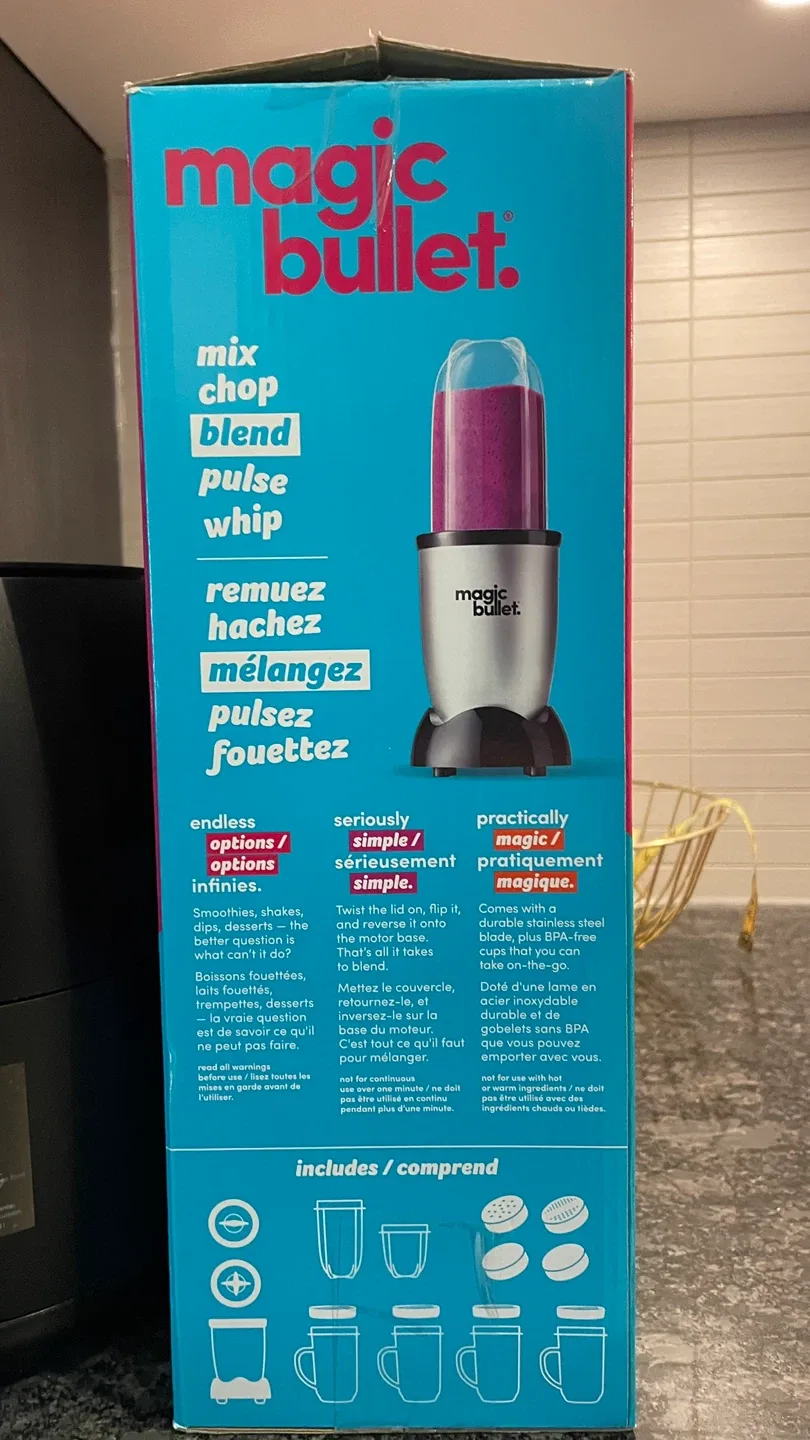 magic
bullet.®
mix
chop
blend
pulse
whip
remuez
hachez
mélangez
pulsez
fouettez
magic
bullet.
endless
options /
options
infinies.
Smoothies, shakes,
dips, desserts — the
better question is
what can't it do?
Boissons fouettées,
laits fouettés,
trempettes, desserts
— la vraie question
est de savoir ce qu'il
ne peut pas faire.
read all warnings
before use / lisez toutes les
mises en garde avant de
l'utiliser.
seriously
simple /
sérieusement
simple.
Twist the lid on, flip it,
and reverse it onto
the motor base.
That's all it takes
to blend.
Mettez le couvercle,
retournez-le, et
inversez-le sur la
base du moteur.
C'est tout ce qu'il faut
pour mélanger.
not for continuous
use over one minute / ne doit
pas être utilisé en continu
pendant plus d'une minute.
practically
magic /
pratiquement
magique.
Comes with a
durable stainless steel
blade, plus BPA-free
cups that you can
take on-the-go.
Doté d'une lame en
acier inoxydable
durable et de
gobelets sans BPA
que vous pouvez
emporter avec vous.
not for use with hot
or warm ingredients / ne doit
pas être utilisé avec des
ingrédients chauds ou tièdes.
includes / comprend